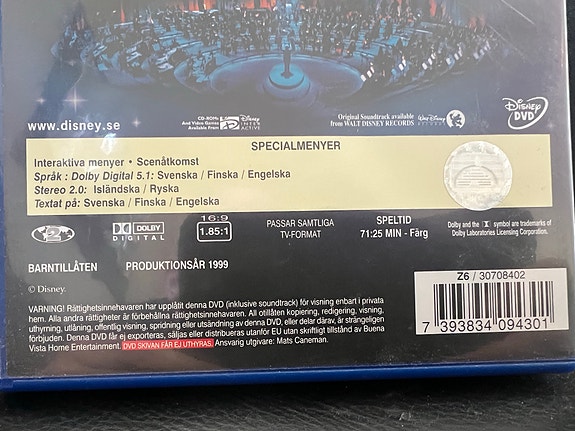 www.disney.se
CD-ROMs
And Video Games
Available From
Disney
INTER
ACTIVE
Original Soundtrack available
from WALT DISNEY RECORDS
Walt Disney
RECORDS
Disney
DVD
SPECIALMENYER
Interaktiva menyer • Scenåtkomst
Språk : Dolby Digital 5.1: Svenska / Finska / Engelska
Stereo 2.0: Isländska / Ryska
Textat på: Svenska / Finska / Engelska
2
DOLBY
DIGITAL
16:9
1.85:1
PASSAR SAMTLIGA
TV-FORMAT
SPELTID
71:25 MIN - Färg
Dolby and the symbol are trademarks of
Dolby Laboratories Licensing Corporation.
BARNTILLÅTEN PRODUKTIONSÅR 1999
© Disney.
VARNING! Rättighetsinnehavaren har upplåtit denna DVD (inklusive soundtrack) för visning enbart i privata
hem. Alla andra rättigheter är förbehållna rättighetsinnehavaren. All otillåten kopiering, redigering, visning,
uthyrning, utlåning, offentlig visning, spridning eller utsändning av denna DVD, eller delar därav, är strängeligen
förbjuden. Denna DVD får ej exporteras, säljas eller distribueras utanför EU utan skriftligt tillstånd av Buena
Vista Home Entertainment. DVD SKIVAN FÅR EJ UTHYRAS. Ansvarig utgivare: Mats Caneman.
Z6 / 30708402
7 393834 094301